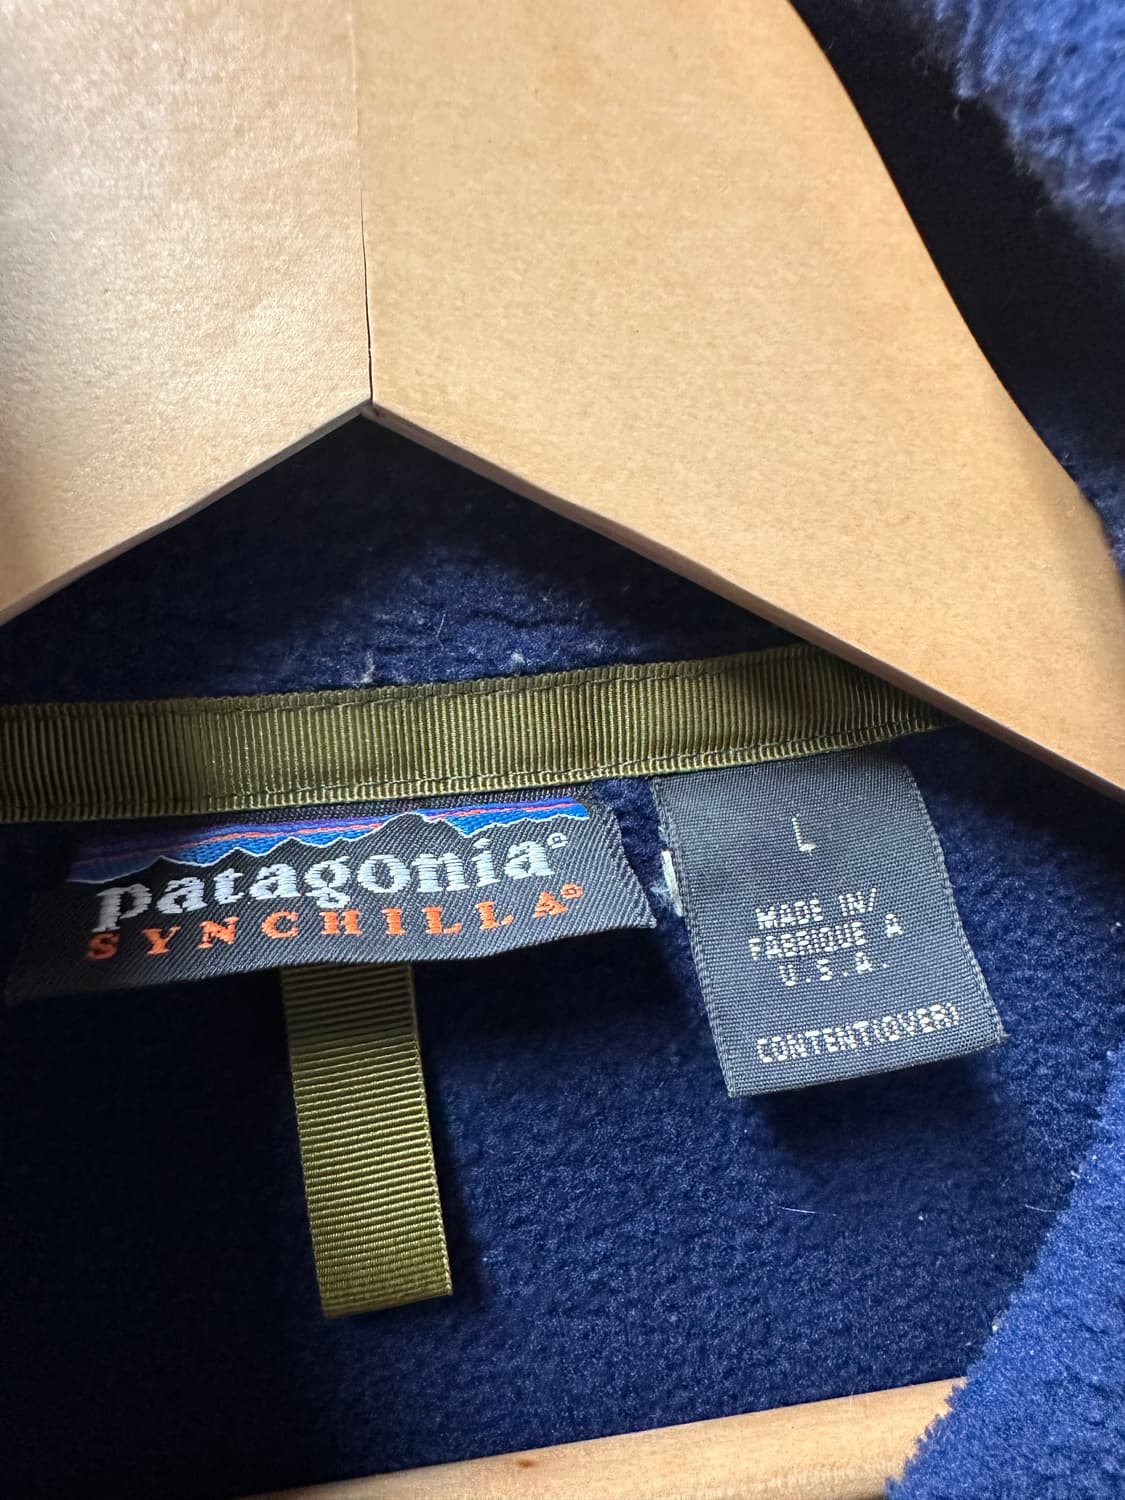 patagonia®
SYNCHILLA®
L
MADE IN/
FABRIQUE A
U.S.A.
CONTENT(OVER)